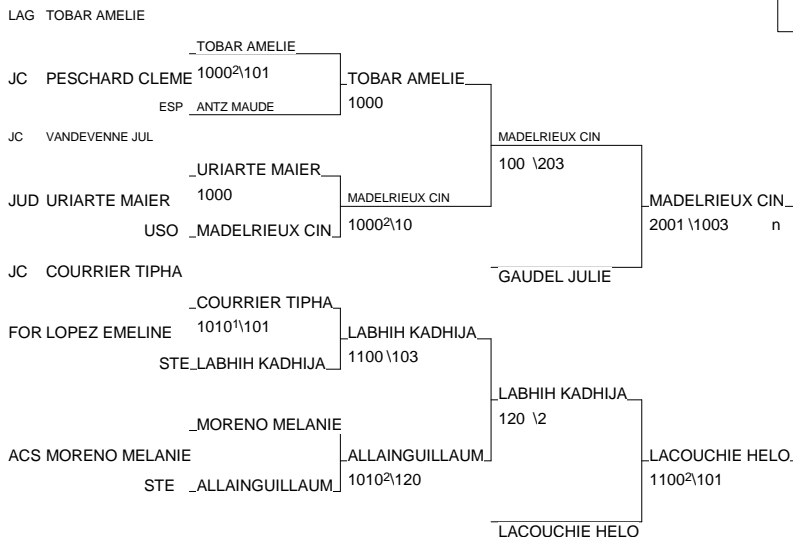 LAG TOBAR AMELIE
TOBAR AMELIE
JC PESCHARD CLEME 1000²\101 TOBAR AMELIE
ESP ANTZ MAUDE 1000
JC VANDEVENNE JUL MADELRIEUX CIN
URIARTE MAIER 100 \203
JUD URIARTE MAIER 1000 MADELRIEUX CIN MADELRIEUX CIN
USO MADELRIEUX CIN 1000²\10 2001 \1003 n
JC COURRIER TIPHA GAUDEL JULIE
COURRIER TIPHA
FOR LOPEZ EMELINE 1010¹\101 LABHIH KADHIJA
STE LABHIH KADHIJA 1100 \103
LABHIH KADHIJA
MORENO MELANIE 120 \2
ACS MORENO MELANIE ALLAINGUILLAUM LACOUCHIE HELO
STE ALLAINGUILLAUM 1010²\120 1100²\101
LACOUCHIE HELO